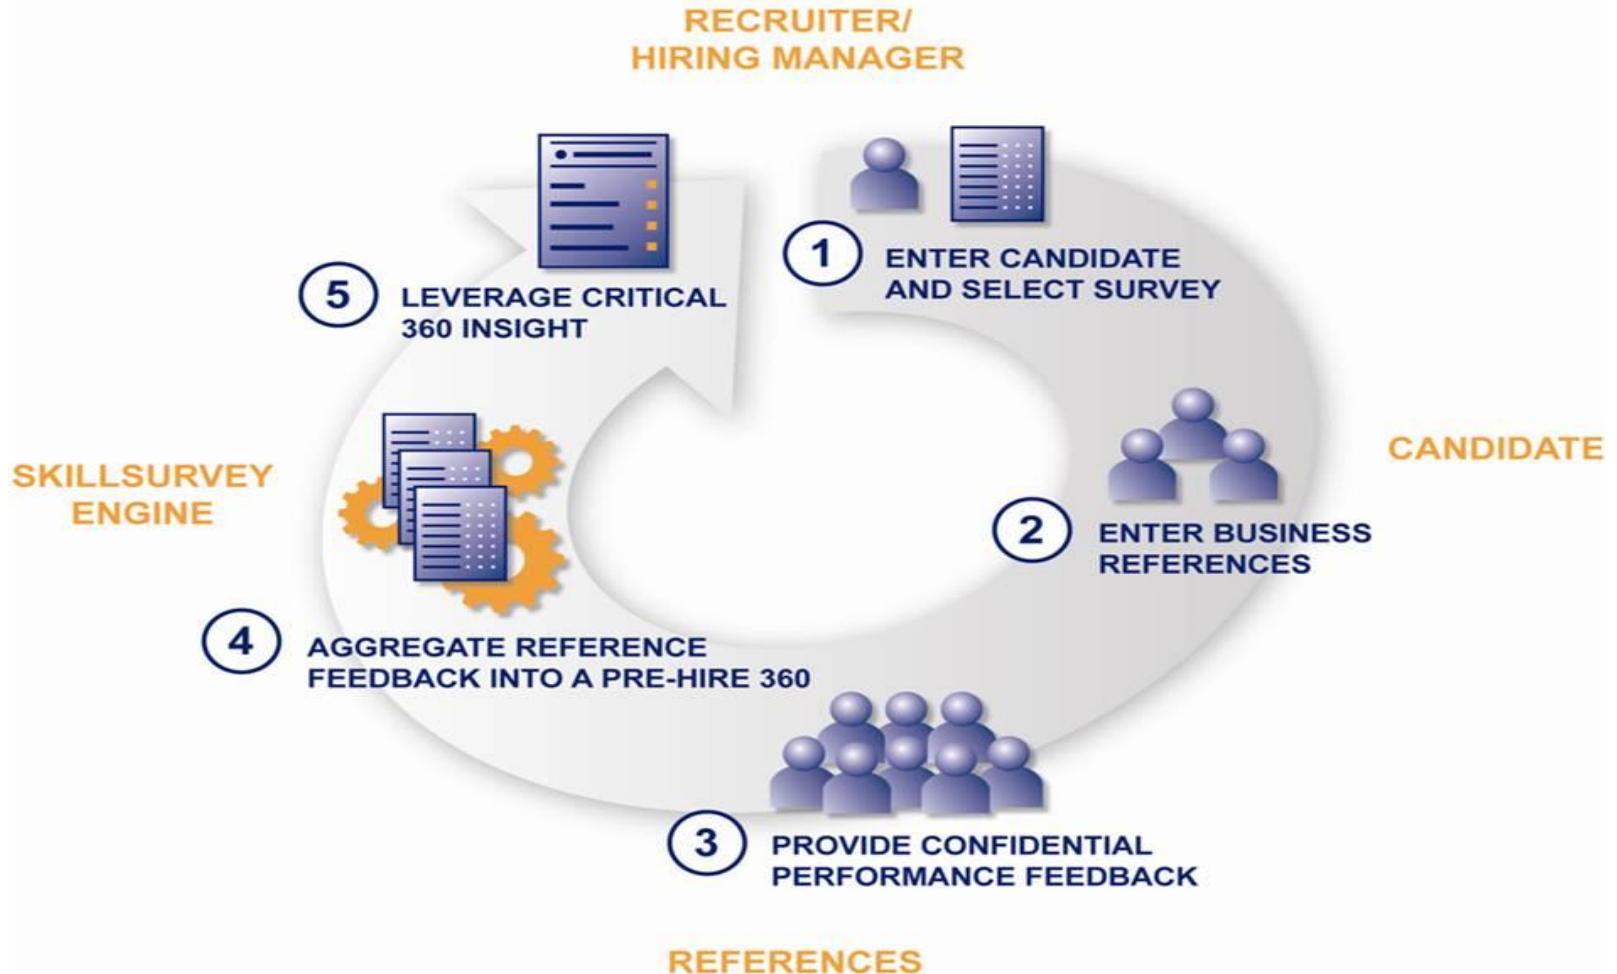 RECRUITER/
HIRING MANAGER
1
ENTER CANDIDATE
AND SELECT SURVEY
CANDIDATE
2
ENTER BUSINESS
REFERENCES
3
PROVIDE CONFIDENTIAL
PERFORMANCE FEEDBACK
REFERENCES
4
AGGREGATE REFERENCE
FEEDBACK INTO A PRE-HIRE 360
SKILLSURVEY
ENGINE
5
LEVERAGE CRITICAL
360 INSIGHT